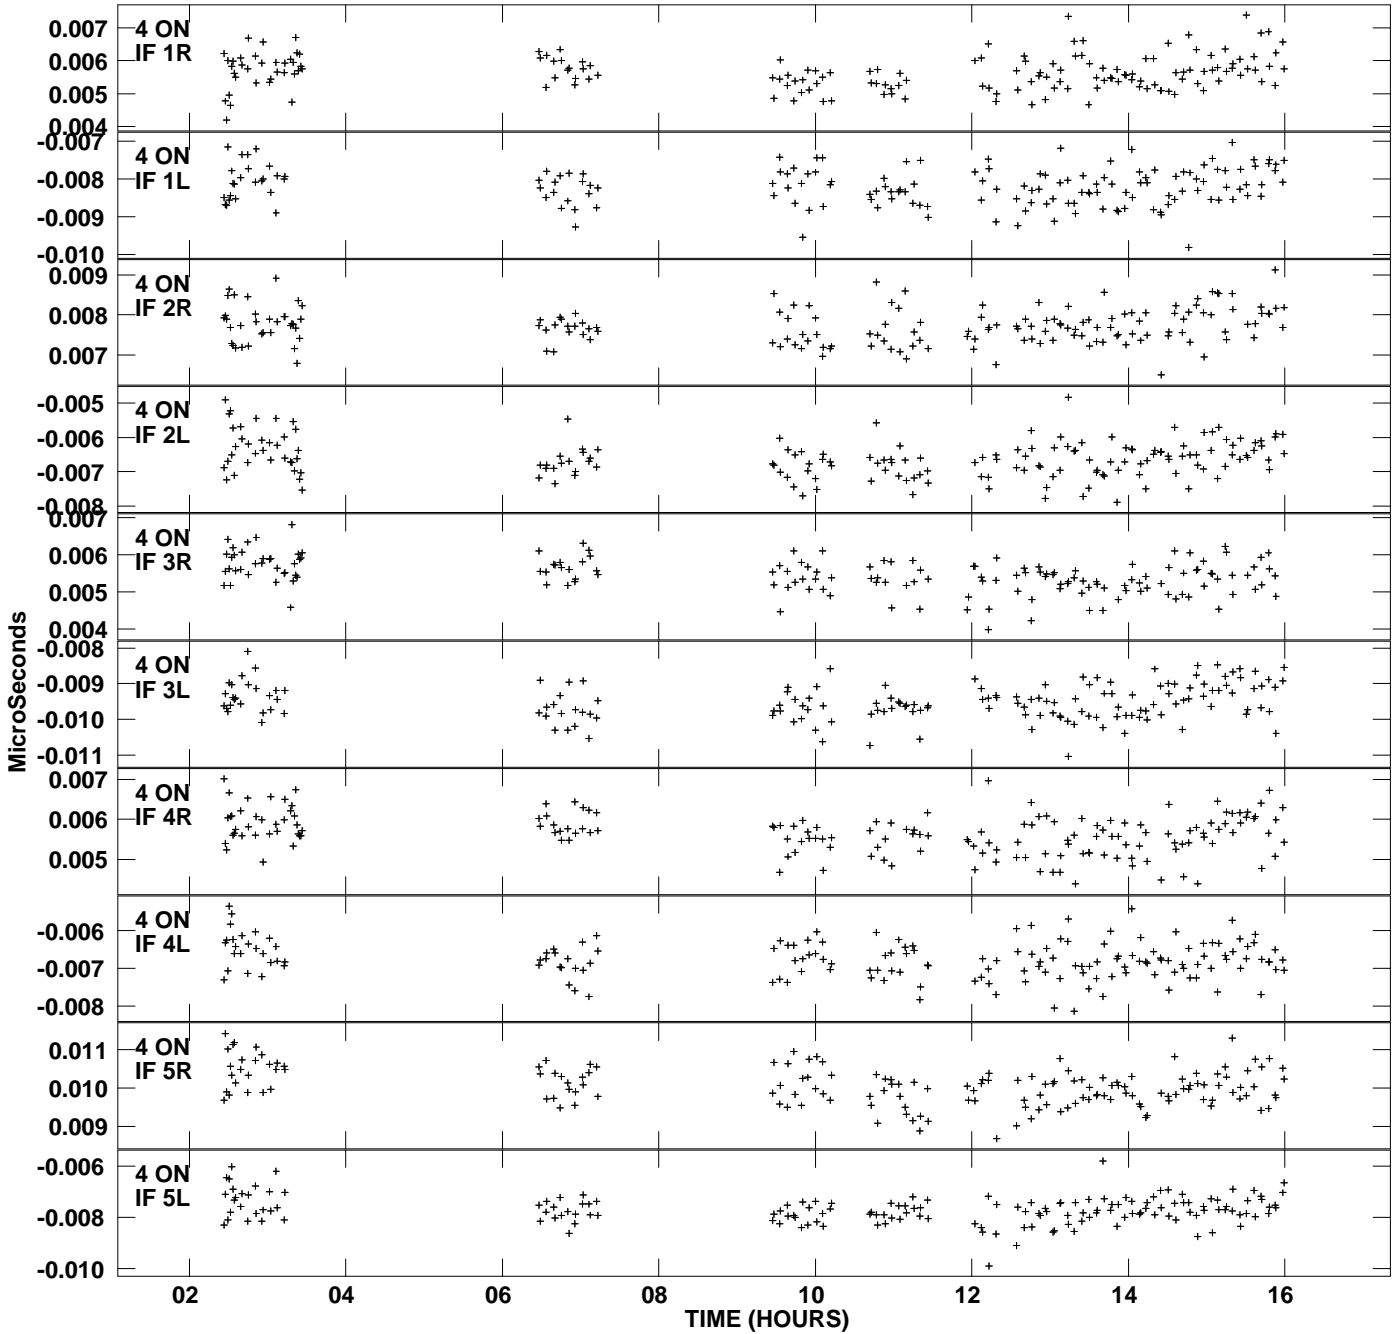 0.007
0.006
0.005
0.004
4 ON
IF 1R
-0.007
-0.008
-0.009
-0.010
4 ON
IF 1L
0.009
0.008
0.007
4 ON
IF 2R
-0.005
-0.006
-0.007
-0.008
4 ON
IF 2L
0.007
0.006
0.005
0.004
4 ON
IF 3R
-0.008
-0.009
-0.010
-0.011
4 ON
IF 3L
0.007
0.006
0.005
4 ON
IF 4R
-0.006
-0.007
-0.008
4 ON
IF 4L
0.011
0.010
0.009
4 ON
IF 5R
-0.006
-0.008
-0.010
4 ON
IF 5L
MicroSeconds
02 04 06 08 10 12 14 16
TIME (HOURS)